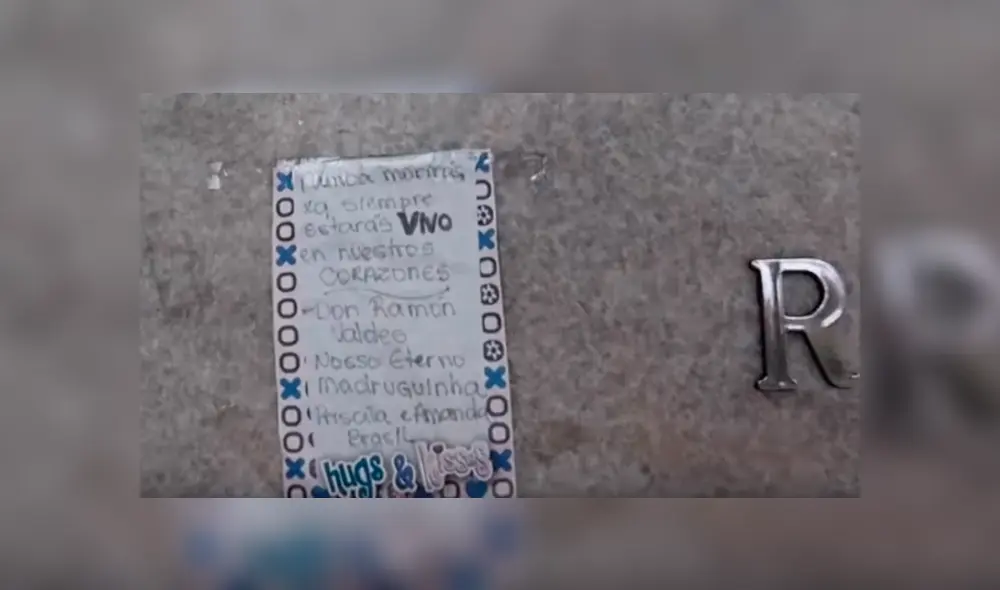 Nunca morirás
xq siempre
estarás VIVO
en nuestros
CORAZONES
-Don Ramón
Valdes
Nosso Eterno
Madruguinha
Priscila e Amanda
Brasil
hugs & kisses
R